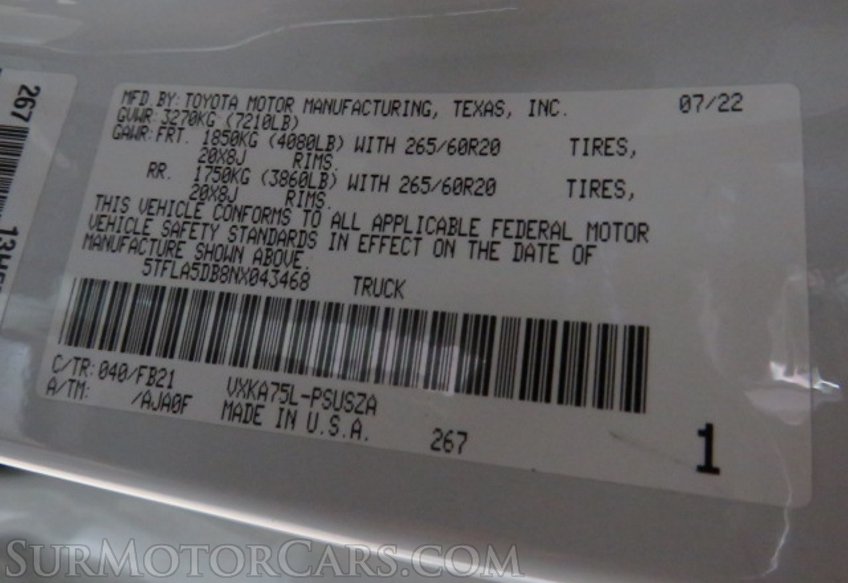 267
MFD.BY: TOYOTA MOTOR MANUFACTURING, TEXAS, INC. 07/22
GVWR: 3270KG (7210LB)
GAWR: FRT. 1850KG (4080LB) WITH 265/60R20 TIRES,
20X8J RIMS.
RR. 1750KG (3860LB) WITH 265/60R20 TIRES,
20X8J RIMS.
THIS VEHICLE CONFORMS TO ALL APPLICABLE FEDERAL MOTOR
VEHICLE SAFETY STANDARDS IN EFFECT ON THE DATE OF
MANUFACTURE SHOWN ABOVE.
5TFLA5DB8NX043468 TRUCK
C/TR: 040/FB21 VXKA75L-PSUSZA
A/TM: /AJA0F MADE IN U.S.A. 267 1
SurMotorCars.com